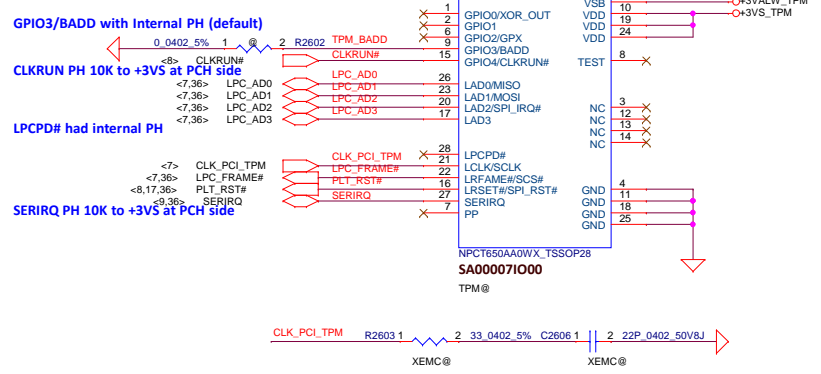 +3VALW_TPM
VSB 5
1 GPIO0/XOR_OUT VDD 10 +3VS_TPM
2 GPIO1 VDD 19
6 GPIO2/GPX VDD 24
GPIO3/BADD with Internal PH (default)
0_0402_5% 1 @ 2 R2602 TPM_BADD 9 GPIO3/BADD
<8> CLKRUN# CLKRUN# 15 GPIO4/CLKRUN# TEST 8
CLKRUN PH 10K to +3VS at PCH side
<7,36> LPC_AD0 LPC_AD0 26 LAD0/MISO
<7,36> LPC_AD1 LPC_AD1 23 LAD1/MOSI NC 3
<7,36> LPC_AD2 LPC_AD2 20 LAD2/SPI_IRQ# NC 12
<7,36> LPC_AD3 LPC_AD3 17 LAD3 NC 13
NC 14
LPCPD# had internal PH
28 LPCPD#
<7> CLK_PCI_TPM CLK_PCI_TPM 21 LCLK/SCLK
<7,36> LPC_FRAME# LPC_FRAME# 22 LRFAME#/SCS#
<8,17,36> PLT_RST# PLT_RST# 16 LRSET#/SPI_RST# GND 4
<9,36> SERIRQ SERIRQ 27 SERIRQ GND 11
SERIRQ PH 10K to +3VS at PCH side
7 PP GND 18
GND 25
NPCT650AA0WX_TSSOP28
SA00007IO00
TPM@
CLK_PCI_TPM R2603 1 2 33_0402_5% C2606 1 2 22P_0402_50V8J
XEMC@ XEMC@